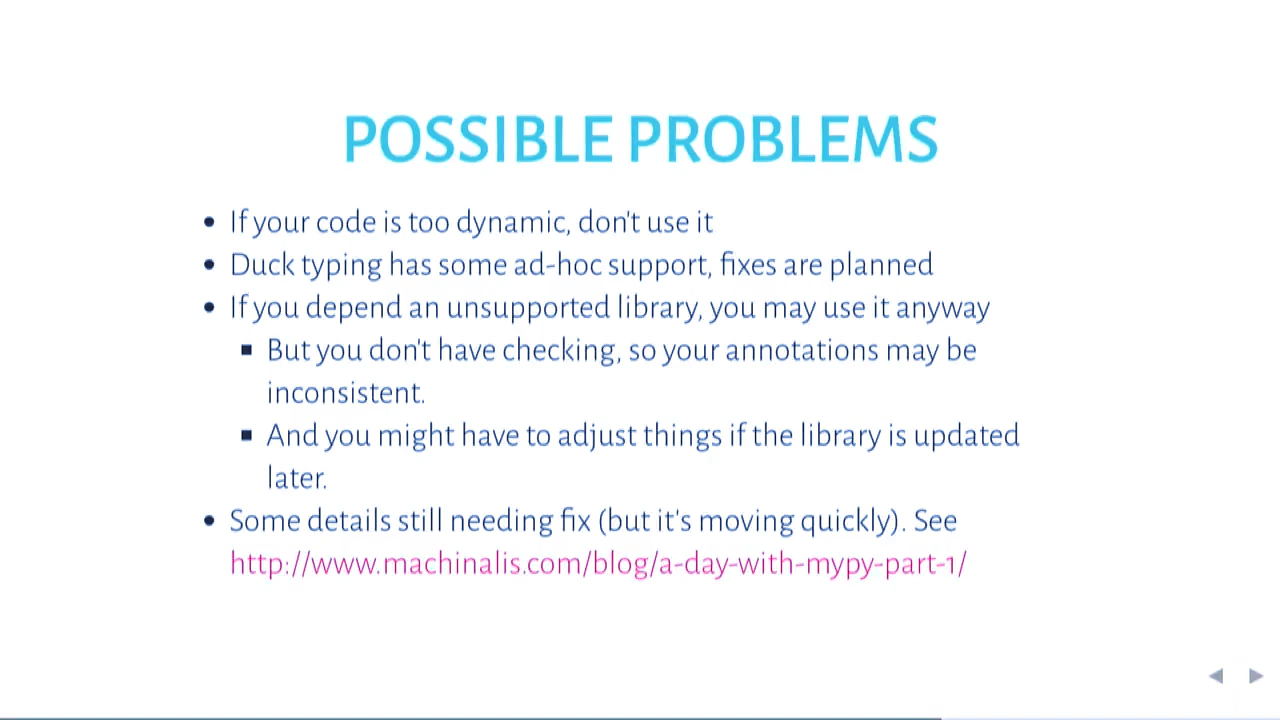 POSSIBLE PROBLEMS
If your code is too dynamic, don't use it
Duck typing has some ad-hoc support, fixes are planned
If you depend an unsupported library, you may use it anyway
But you don't have checking, so your annotations may be
inconsistent.
And you might have to adjust things if the library is updated
later.
Some details still needing fix (but it's moving quickly). See
http://www.machinalis.com/blog/a-day-with-mypy-part-1/